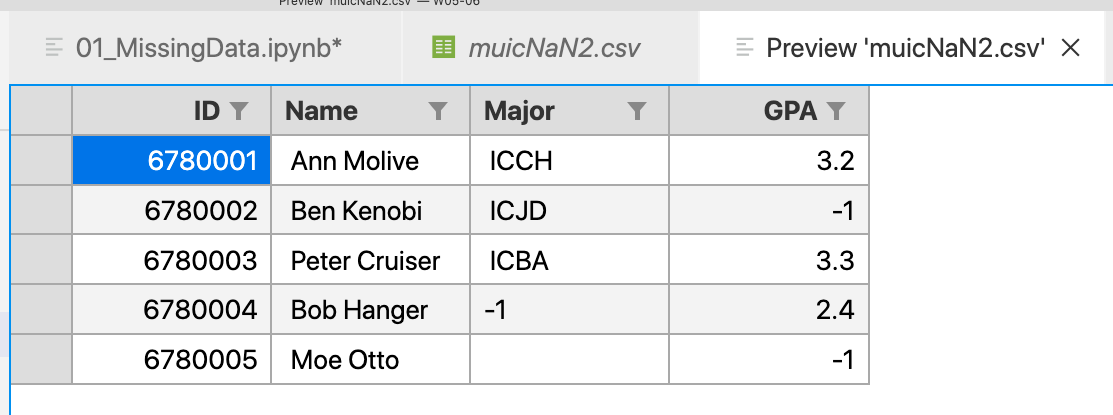 Preview 'muicNaN2.csv' — W05-06
01_MissingData.ipynb* muicNaN2.csv Preview 'muicNaN2.csv'
ID Name Major GPA
6780001 Ann Molive ICCH 3.2
6780002 Ben Kenobi ICJD -1
6780003 Peter Cruiser ICBA 3.3
6780004 Bob Hanger -1 2.4
6780005 Moe Otto -1